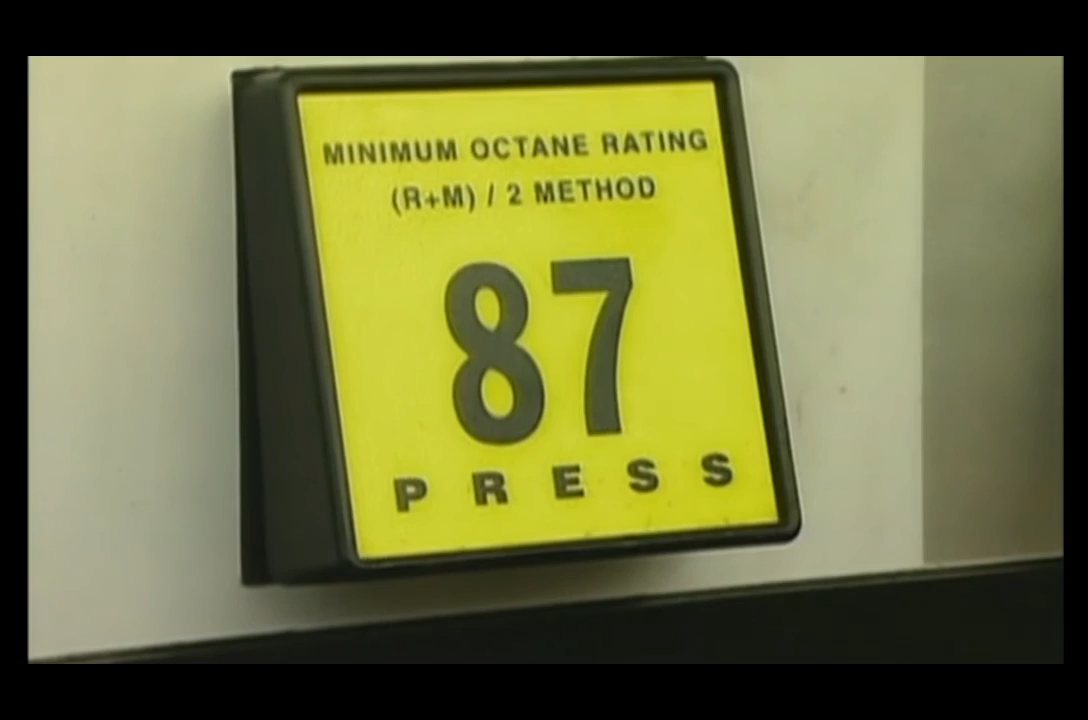 MINIMUM OCTANE RATING
(R+M) / 2 METHOD
87
PRESS